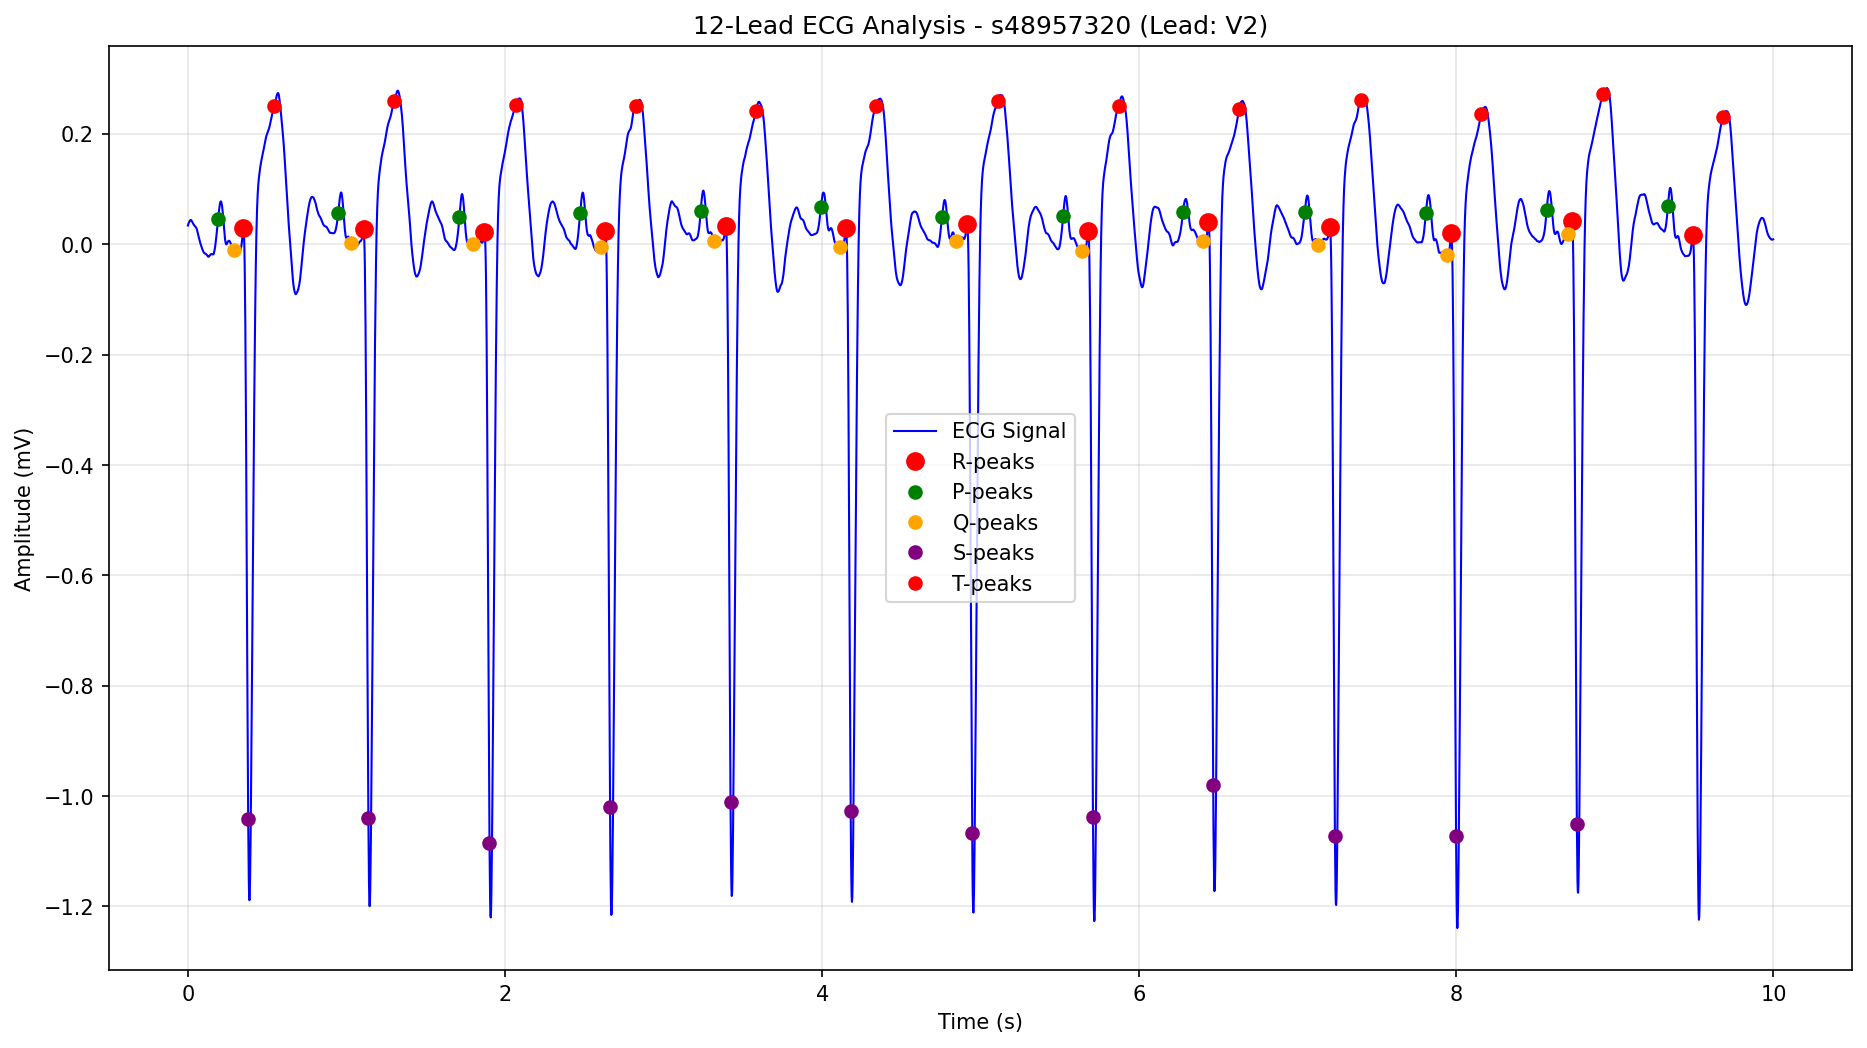 12-Lead ECG Analysis - s48957320 (Lead: V2)
Amplitude (mV)
0.2
0.0
−0.2
−0.4
−0.6
−0.8
−1.0
−1.2
ECG Signal
R-peaks
P-peaks
Q-peaks
S-peaks
T-peaks
0 2 4 6 8 10
Time (s)